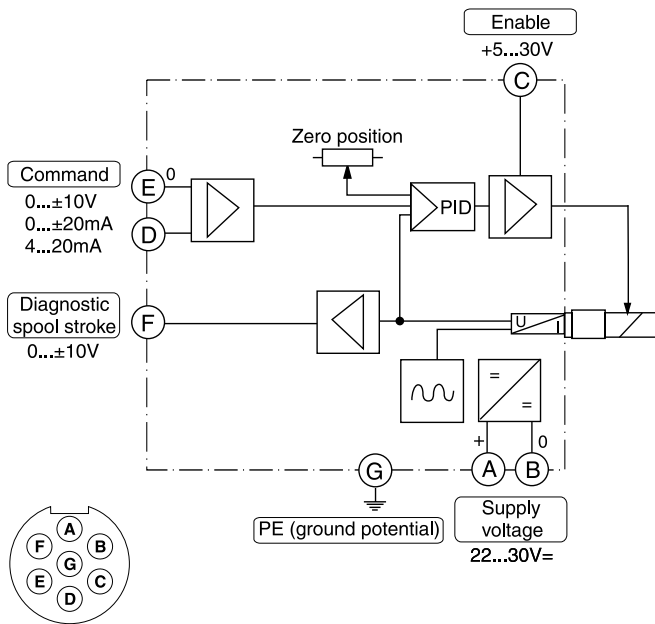 Enable
+5...30V
C
Zero position
Command
E
0
0...±10V
0...±20mA
4...20mA
D
PID
Diagnostic
spool stroke
0...±10V
F
U
I
=
=
+
0
A
B
G
PE (ground potential)
Supply
voltage
22...30V=
A
F
B
G
E
C
D